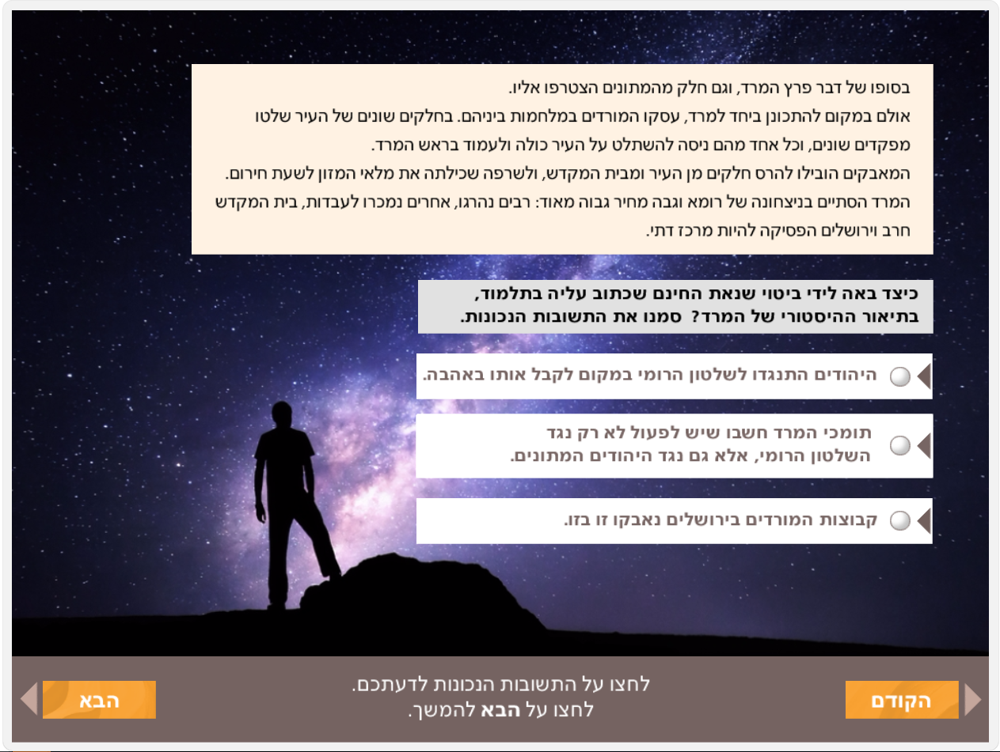 בסופו של דבר פרץ המרד, וגם חלק מהמתונים הצטרפו אליו.
אולם במקום להתכונן ביחד למרד, עסקו המורדים במלחמות ביניהם. בחלקים שונים של העיר שלטו
מפקדים שונים, וכל אחד מהם ניסה להשתלט על העיר כולה ולעמוד בראש המרד.
המאבקים הובילו להרס חלקים מן העיר ומבית המקדש, ולשרפה שכילתה את מלאי המזון לשעת חירום.
המרד הסתיים בניצחונה של רומא וגבה מחיר גבוה מאוד: רבים נהרגו, אחרים נמכרו לעבדות, בית המקדש
חרב וירושלים הפסיקה להיות מרכז דתי.
כיצד באה לידי ביטוי שנאת החינם שכתוב עליה בתלמוד,
בתיאור ההיסטורי של המרד? סמנו את התשובות הנכונות.
היהודים התנגדו לשלטון הרומי במקום לקבל אותו באהבה.
תומכי המרד חשבו שיש לפעול לא רק נגד
השלטון הרומי, אלא גם נגד היהודים המתונים.
קבוצות המורדים בירושלים נאבקו זו בזו.
הקודם
לחצו על התשובות הנכונות לדעתכם.
לחצו על הבא להמשך.
הבא